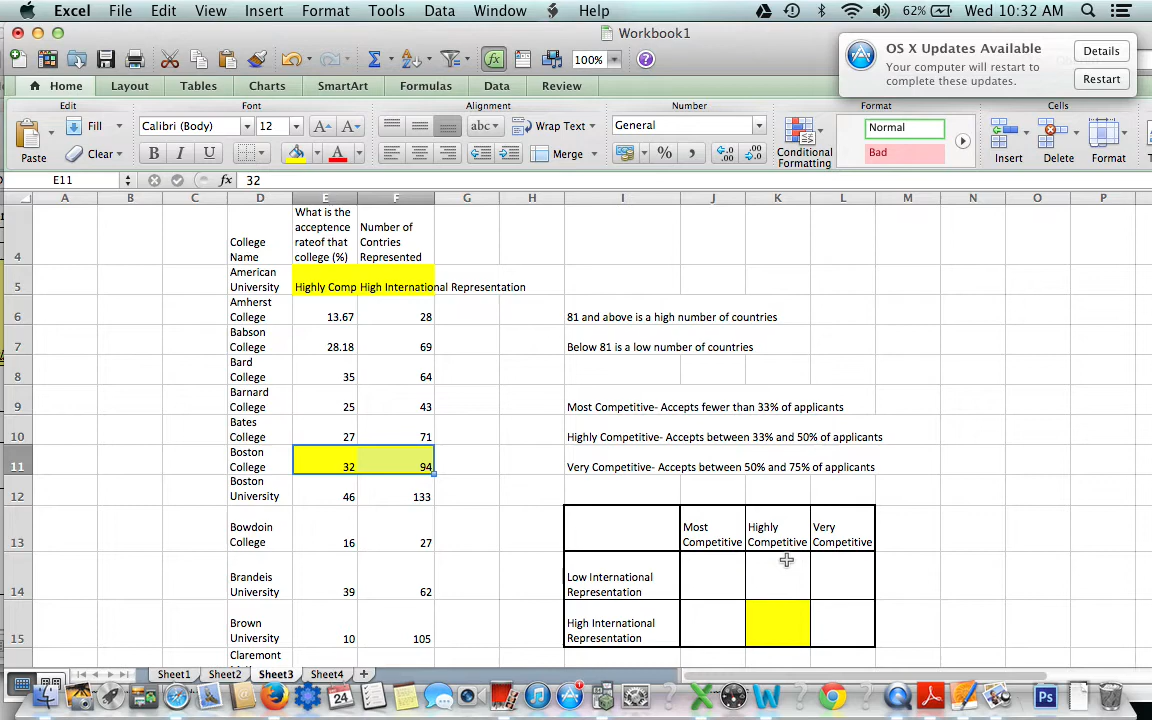 Excel File Edit View Insert Format Tools Data Window Help 62% Wed 10:32 AM
Workbook1
OS X Updates Available
Your computer will restart to
complete these updates.
Details
Restart
100%
Home Layout Tables Charts SmartArt Formulas Data Review
Edit Font Alignment Number Format Cells
Fill Calibri (Body) 12 abc Wrap Text General Normal
Paste Clear B I U A Merge % Conditional
Formatting Bad Insert Delete Format
E11 fx 32
A B C D E F G H I J K L M N O P
4 College
Name What is the
acceptence
rateof that
college (%) Number of
Contries
Represented
5 American
University Highly Comp High International Representation
6 Amherst
College 13.67 28 81 and above is a high number of countries
7 Babson
College 28.18 69 Below 81 is a low number of countries
8 Bard
College 35 64
9 Barnard
College 25 43 Most Competitive- Accepts fewer than 33% of applicants
10 Bates
College 27 71 Highly Competitive- Accepts between 33% and 50% of applicants
11 Boston
College 32 94 Very Competitive- Accepts between 50% and 75% of applicants
12 Boston
University 46 133
13 Bowdoin
College 16 27 Most
Competitive Highly
Competitive Very
Competitive
14 Brandeis
University 39 62 Low International
Representation
15 Brown
University 10 105 High International
Representation
Claremont
Sheet1 Sheet2 Sheet3 Sheet4
24
Ps